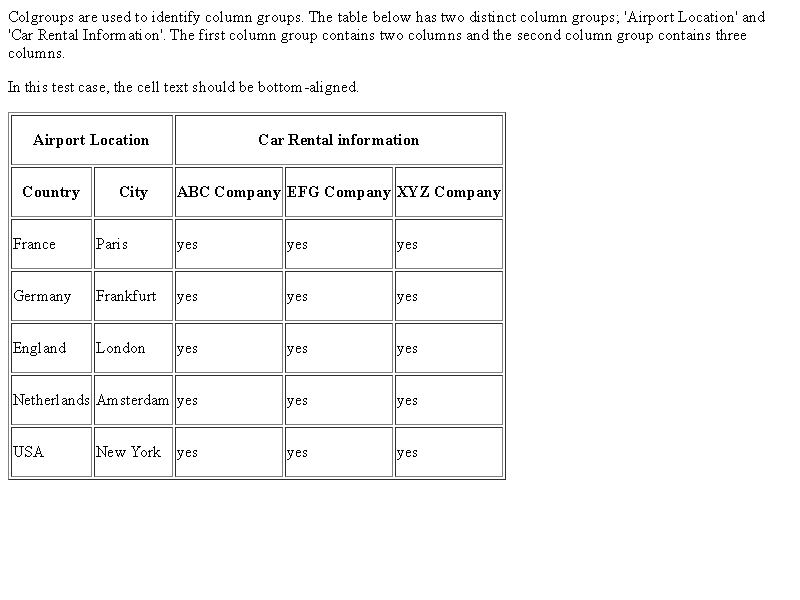 Colgroups are used to identify column groups. The table below has two distinct column groups; 'Airport Location' and
'Car Rental Information'. The first column group contains two columns and the second column group contains three
columns.
In this test case, the cell text should be bottom-aligned.
Airport Location Car Rental information
Country City ABC Company EFG Company XYZ Company
France Paris yes yes yes
Germany Frankfurt yes yes yes
England London yes yes yes
Netherlands Amsterdam yes yes yes
USA New York yes yes yes